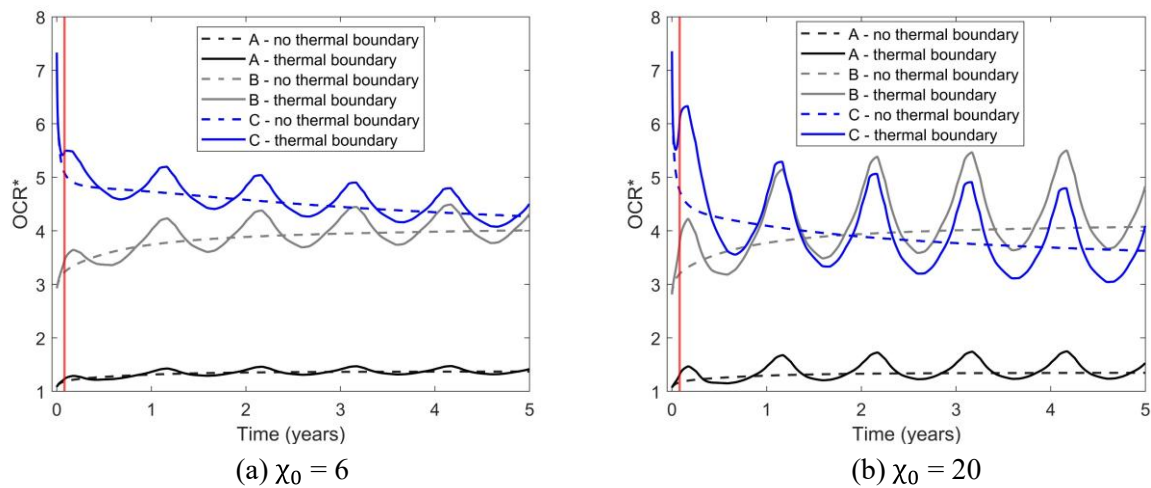 8
7
6
5
4
3
2
1
OCR*
A - no thermal boundary
A - thermal boundary
B - no thermal boundary
B - thermal boundary
C - no thermal boundary
C - thermal boundary
0 1 2 3 4 5
Time (years)
(a) χ₀ = 6
8
7
6
5
4
3
2
1
OCR*
A - no thermal boundary
A - thermal boundary
B - no thermal boundary
B - thermal boundary
C - no thermal boundary
C - thermal boundary
0 1 2 3 4 5
Time (years)
(b) χ₀ = 20